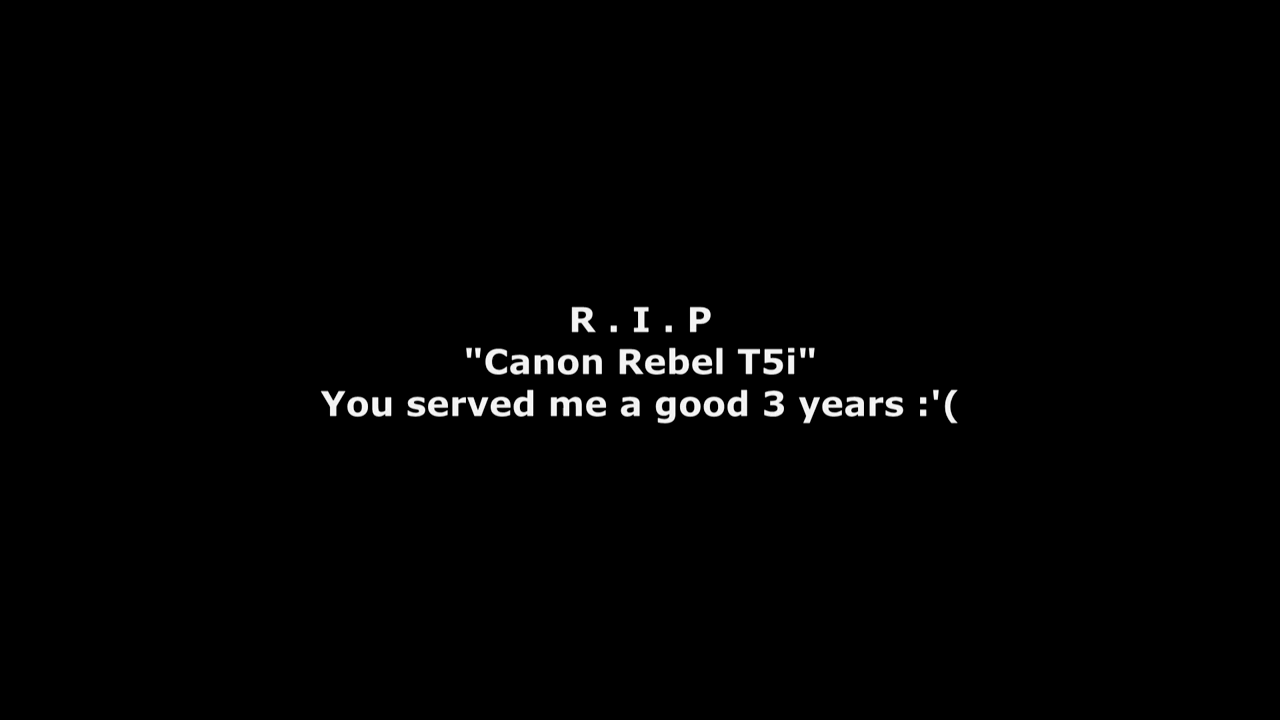 R . I . P
"Canon Rebel T5i"
You served me a good 3 years :'(